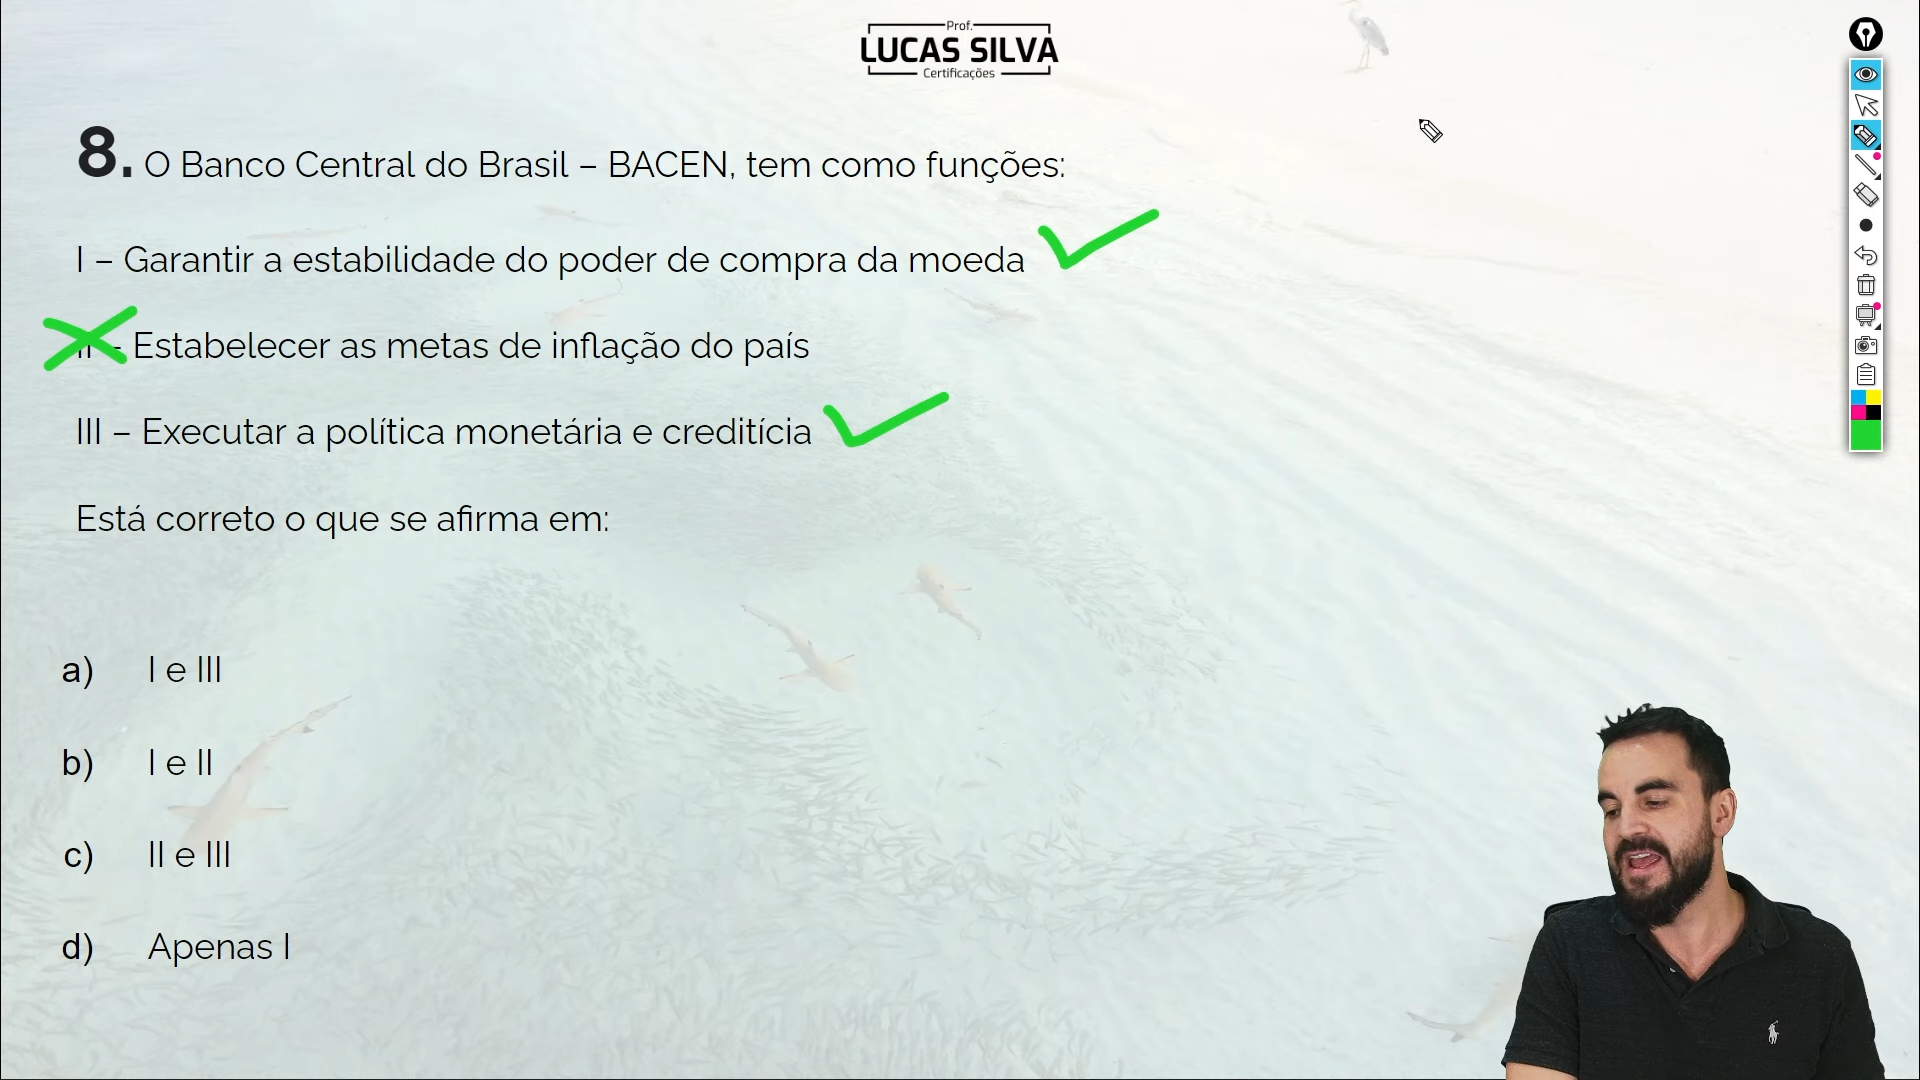 Prof.
LUCAS SILVA
Certificações
8. O Banco Central do Brasil – BACEN, tem como funções:
I – Garantir a estabilidade do poder de compra da moeda
II – Estabelecer as metas de inflação do país
III – Executar a política monetária e creditícia
Está correto o que se afirma em:
a) I e III
b) I e II
c) II e III
d) Apenas I